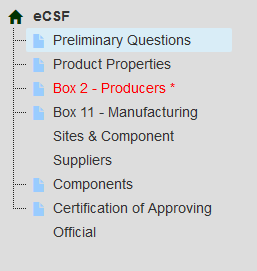 eCSF
Preliminary Questions
Product Properties
Box 2 - Producers *
Box 11 - Manufacturing
Sites & Component
Suppliers
Components
Certification of Approving
Official